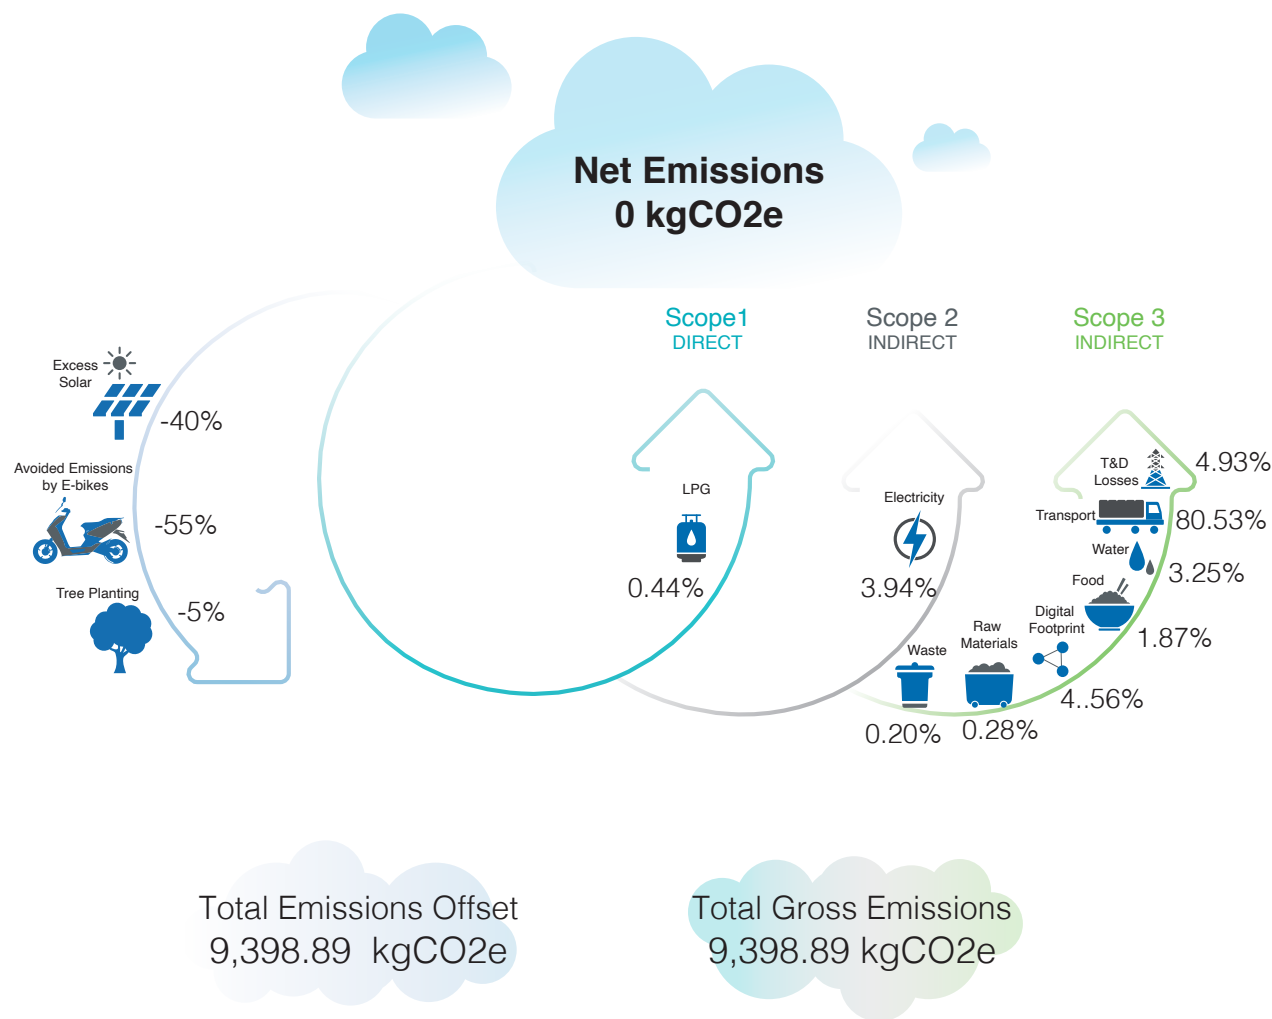 Net Emissions
0 kgCO2e
Scope1
DIRECT
Scope 2
INDIRECT
Scope 3
INDIRECT
Excess
Solar
-40%
Avoided Emissions
by E-bikes
-55%
Tree Planting
-5%
LPG
0.44%
Electricity
3.94%
T&D
Losses
4.93%
Transport
80.53%
Water
3.25%
Food
1.87%
Digital
Footprint
4..56%
Raw
Materials
0.28%
Waste
0.20%
Total Emissions Offset
9,398.89 kgCO2e
Total Gross Emissions
9,398.89 kgCO2e